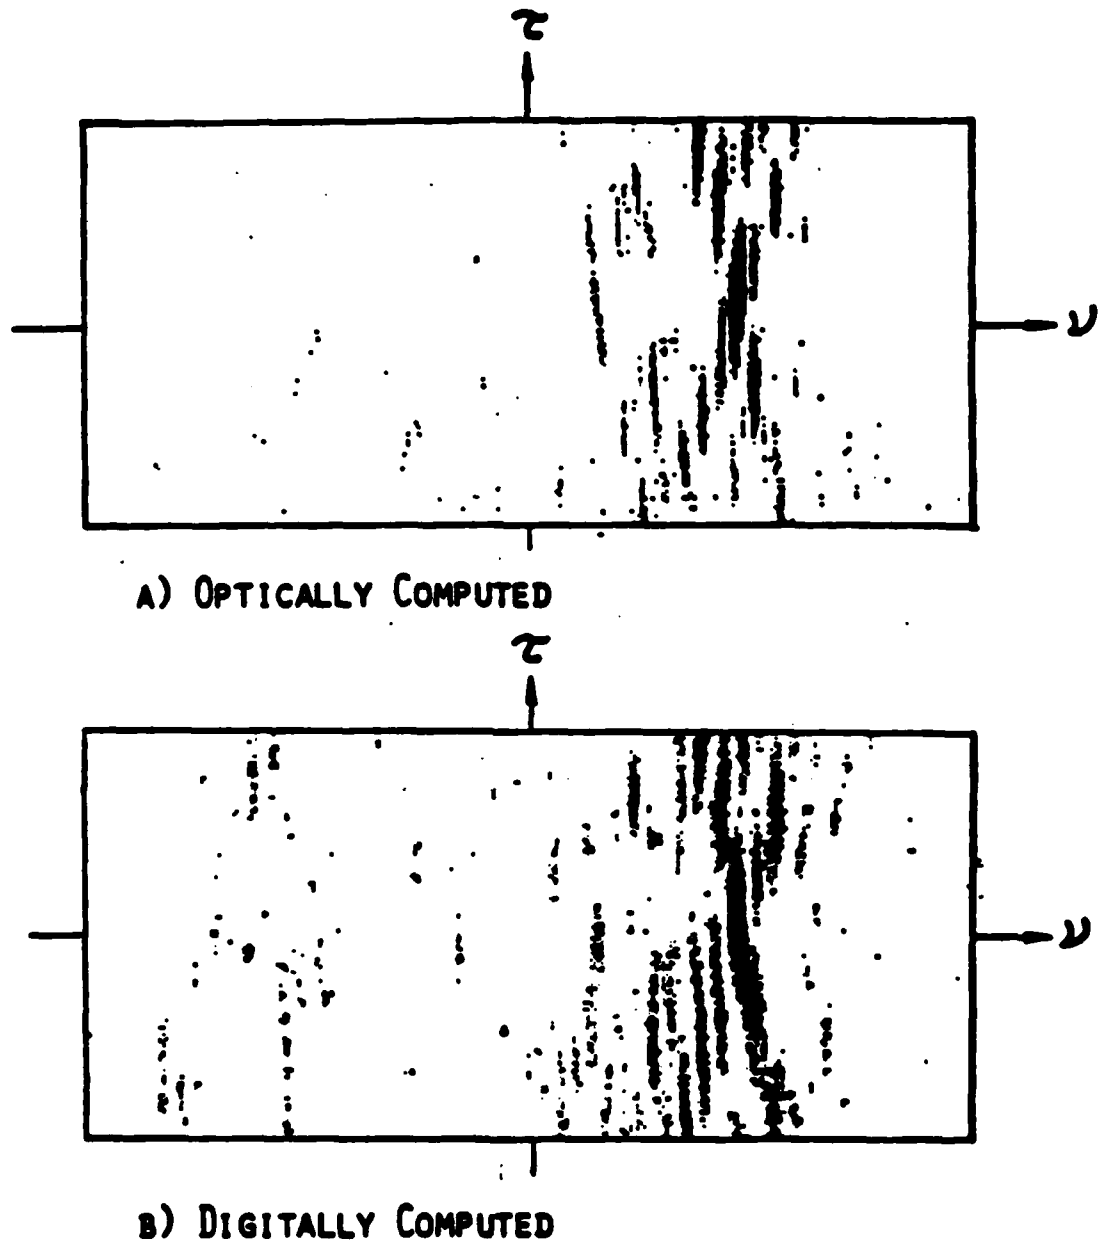 τ
ν
A) OPTICALLY COMPUTED
τ
ν
B) DIGITALLY COMPUTED